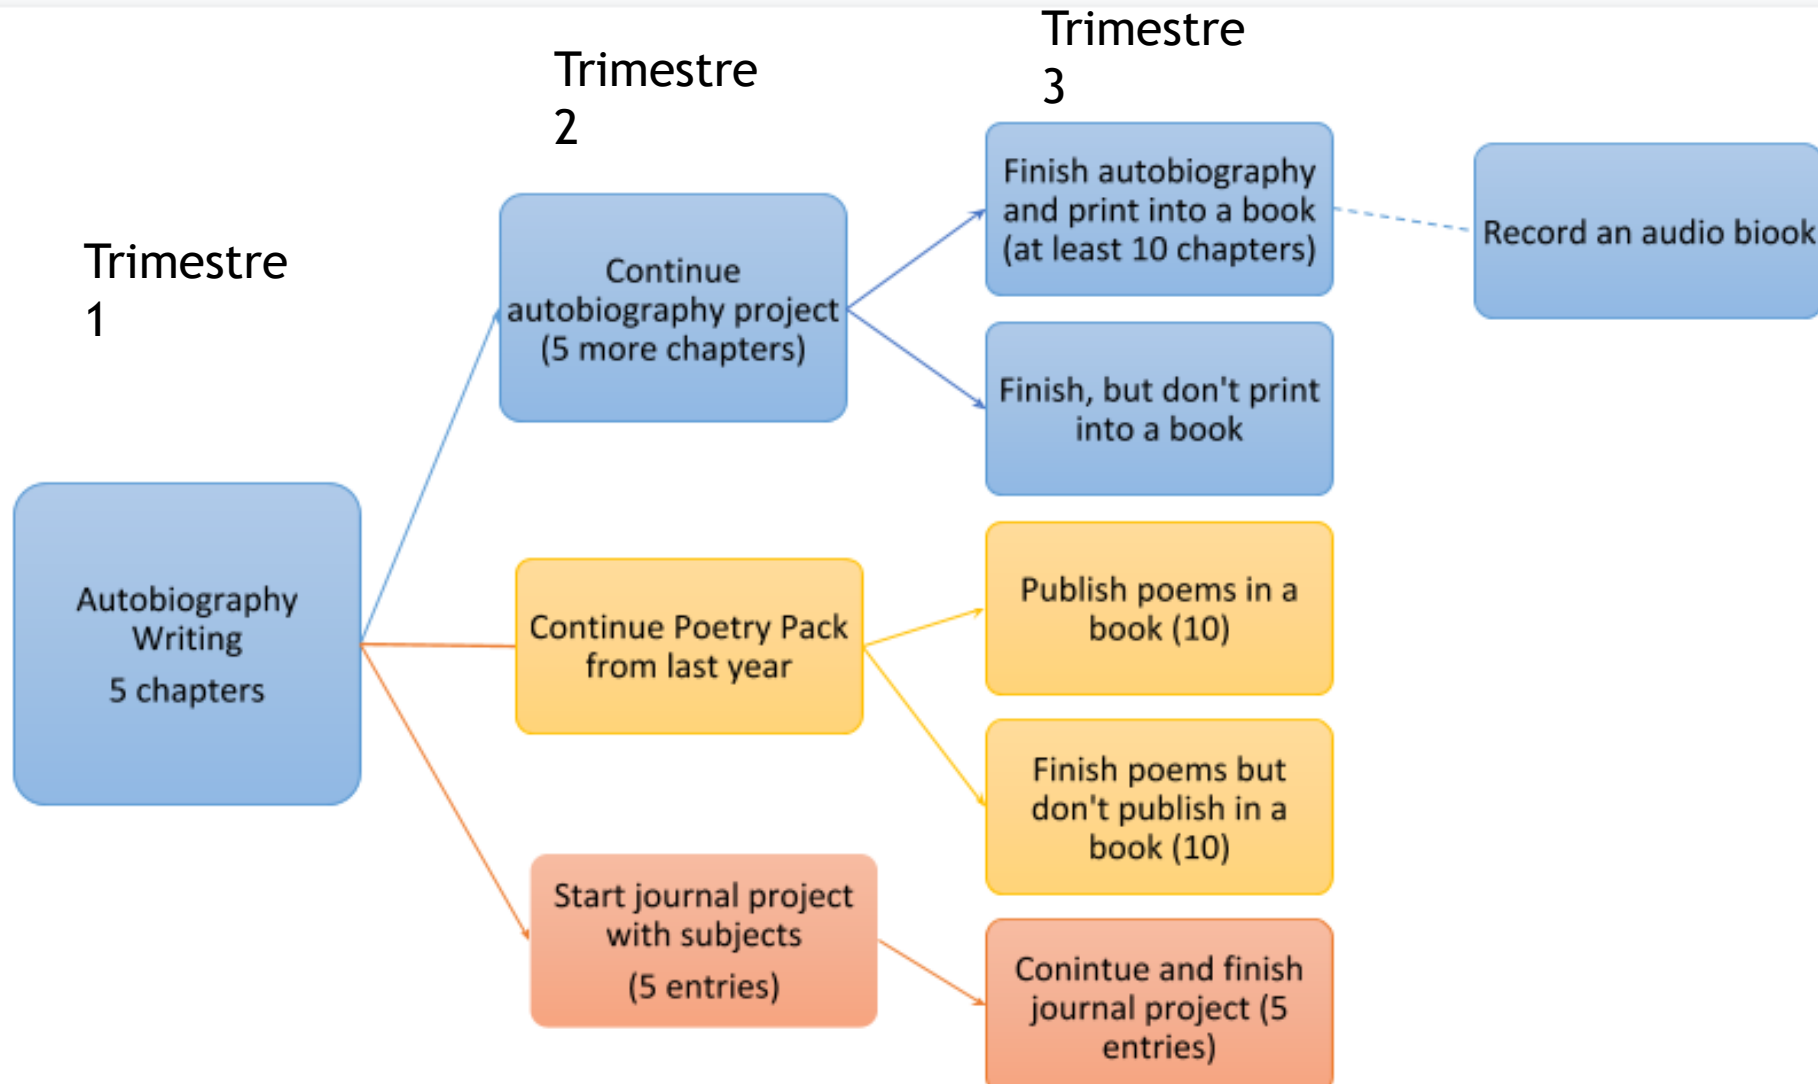 Trimestre
1
Autobiography
Writing
5 chapters
Trimestre
2
Continue
autobiography project
(5 more chapters)
Continue Poetry Pack
from last year
Start journal project
with subjects
(5 entries)
Trimestre
3
Finish autobiography
and print into a book
(at least 10 chapters)
Finish, but don't print
into a book
Publish poems in a
book (10)
Finish poems but
don't publish in a
book (10)
Conintue and finish
journal project (5
entries)
Record an audio biook